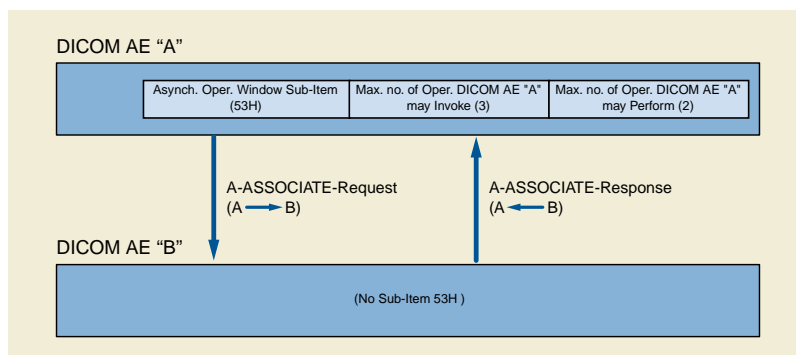 DICOM AE “A”
Asynch. Oper. Window Sub-Item
(53H)
Max. no. of Oper. DICOM AE "A"
may Invoke (3)
Max. no. of Oper. DICOM AE "A"
may Perform (2)
A-ASSOCIATE-Request
(A B)
A-ASSOCIATE-Response
(A B)
DICOM AE “B”
(No Sub-Item 53H )